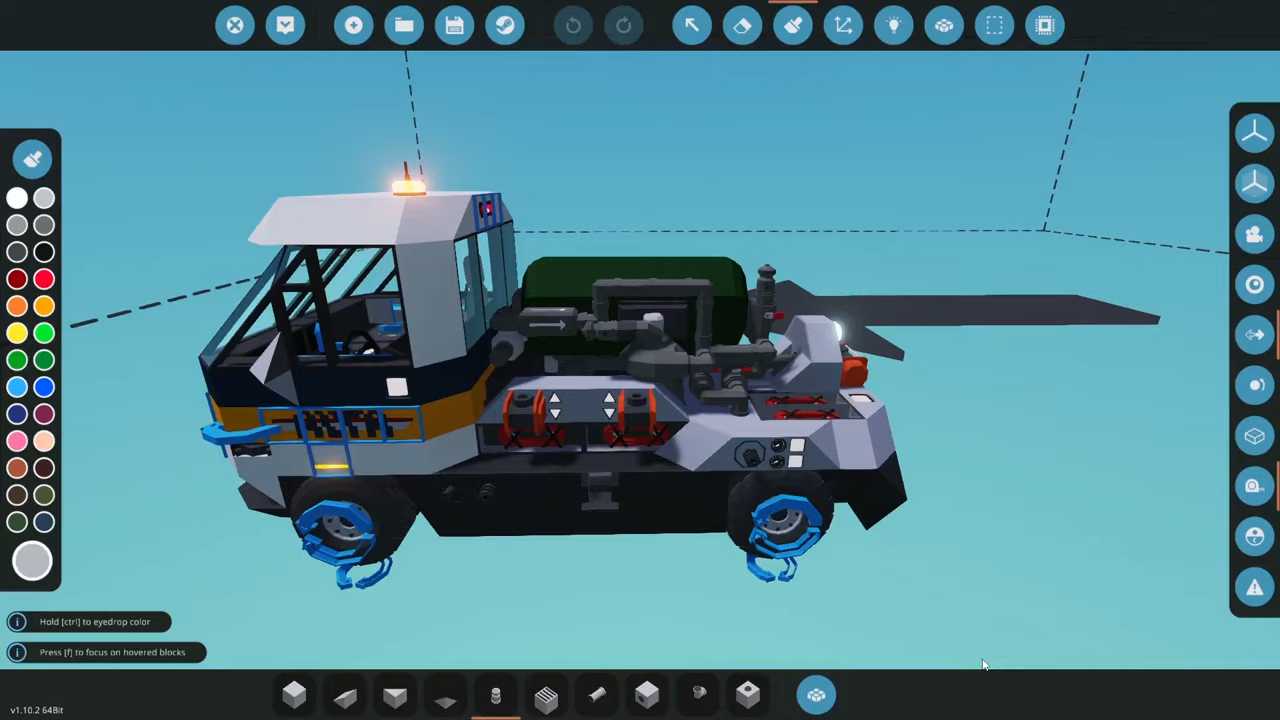 Hold [ctrl] to eyedrop color
Press [f] to focus on hovered blocks
v1.10.2 64Bit